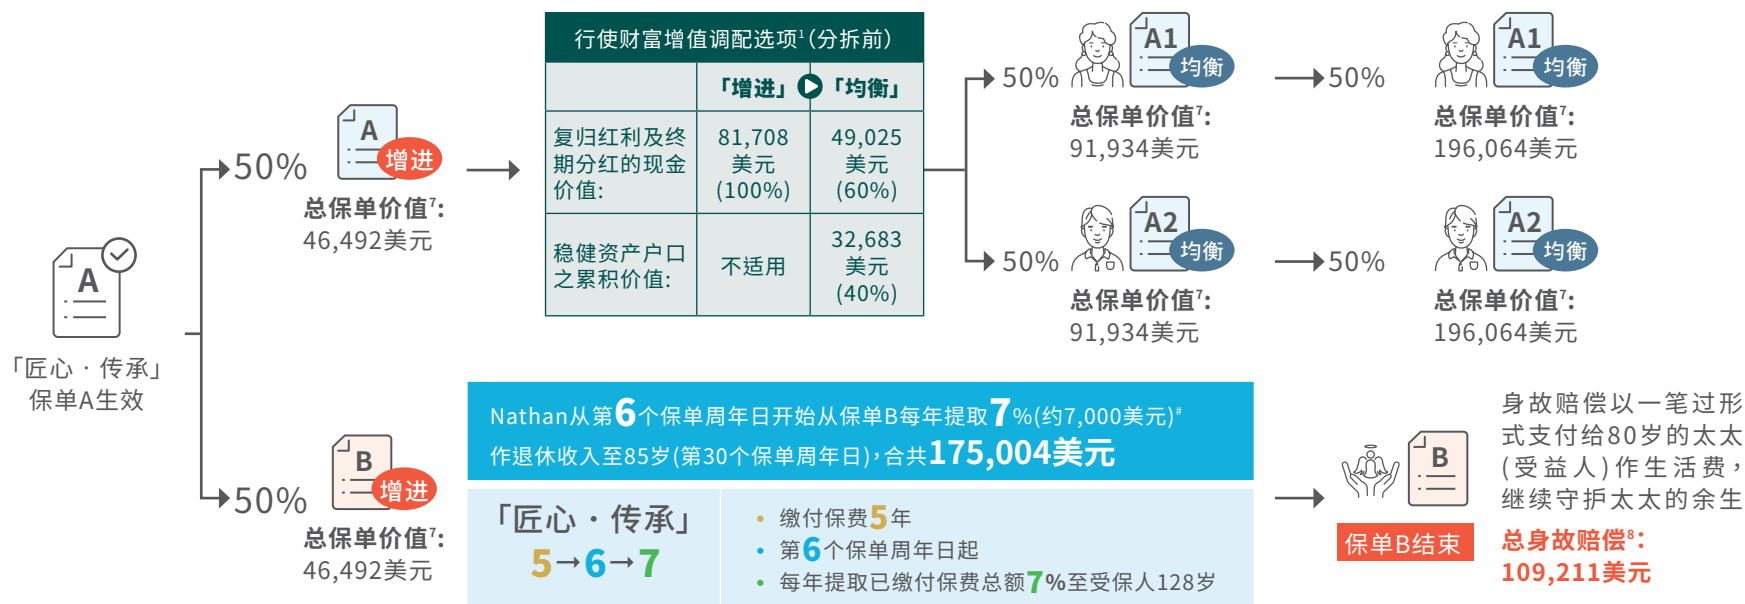 A
「匠心 · 传承」
保单A生效
50%
A
增进
总保单价值7:
46,492美元
行使财富增值调配选项1(分拆前)
「增进」
「均衡」
复归红利及终
期分红的现金
价值:
81,708
美元
(100%)
49,025
美元
(60%)
稳健资产户口
之累积价值:
不适用
32,683
美元
(40%)
50%
A1
均衡
总保单价值7:
91,934美元
50%
A1
均衡
总保单价值7:
196,064美元
50%
A2
均衡
总保单价值7:
91,934美元
50%
A2
均衡
总保单价值7:
196,064美元
50%
B
增进
总保单价值7:
46,492美元
Nathan从第6个保单周年日开始从保单B每年提取7%(约7,000美元)#
作退休收入至85岁(第30个保单周年日),合共175,004美元
「匠心 · 传承」
5→6→7
• 缴付保费5年
• 第6个保单周年日起
• 每年提取已缴付保费总额7%至受保人128岁
B
保单B结束
身故赔偿以一笔过形
式支付给80岁的太太
(受益人)作生活费,
继续守护太太的余生
总身故赔偿8:
109,211美元